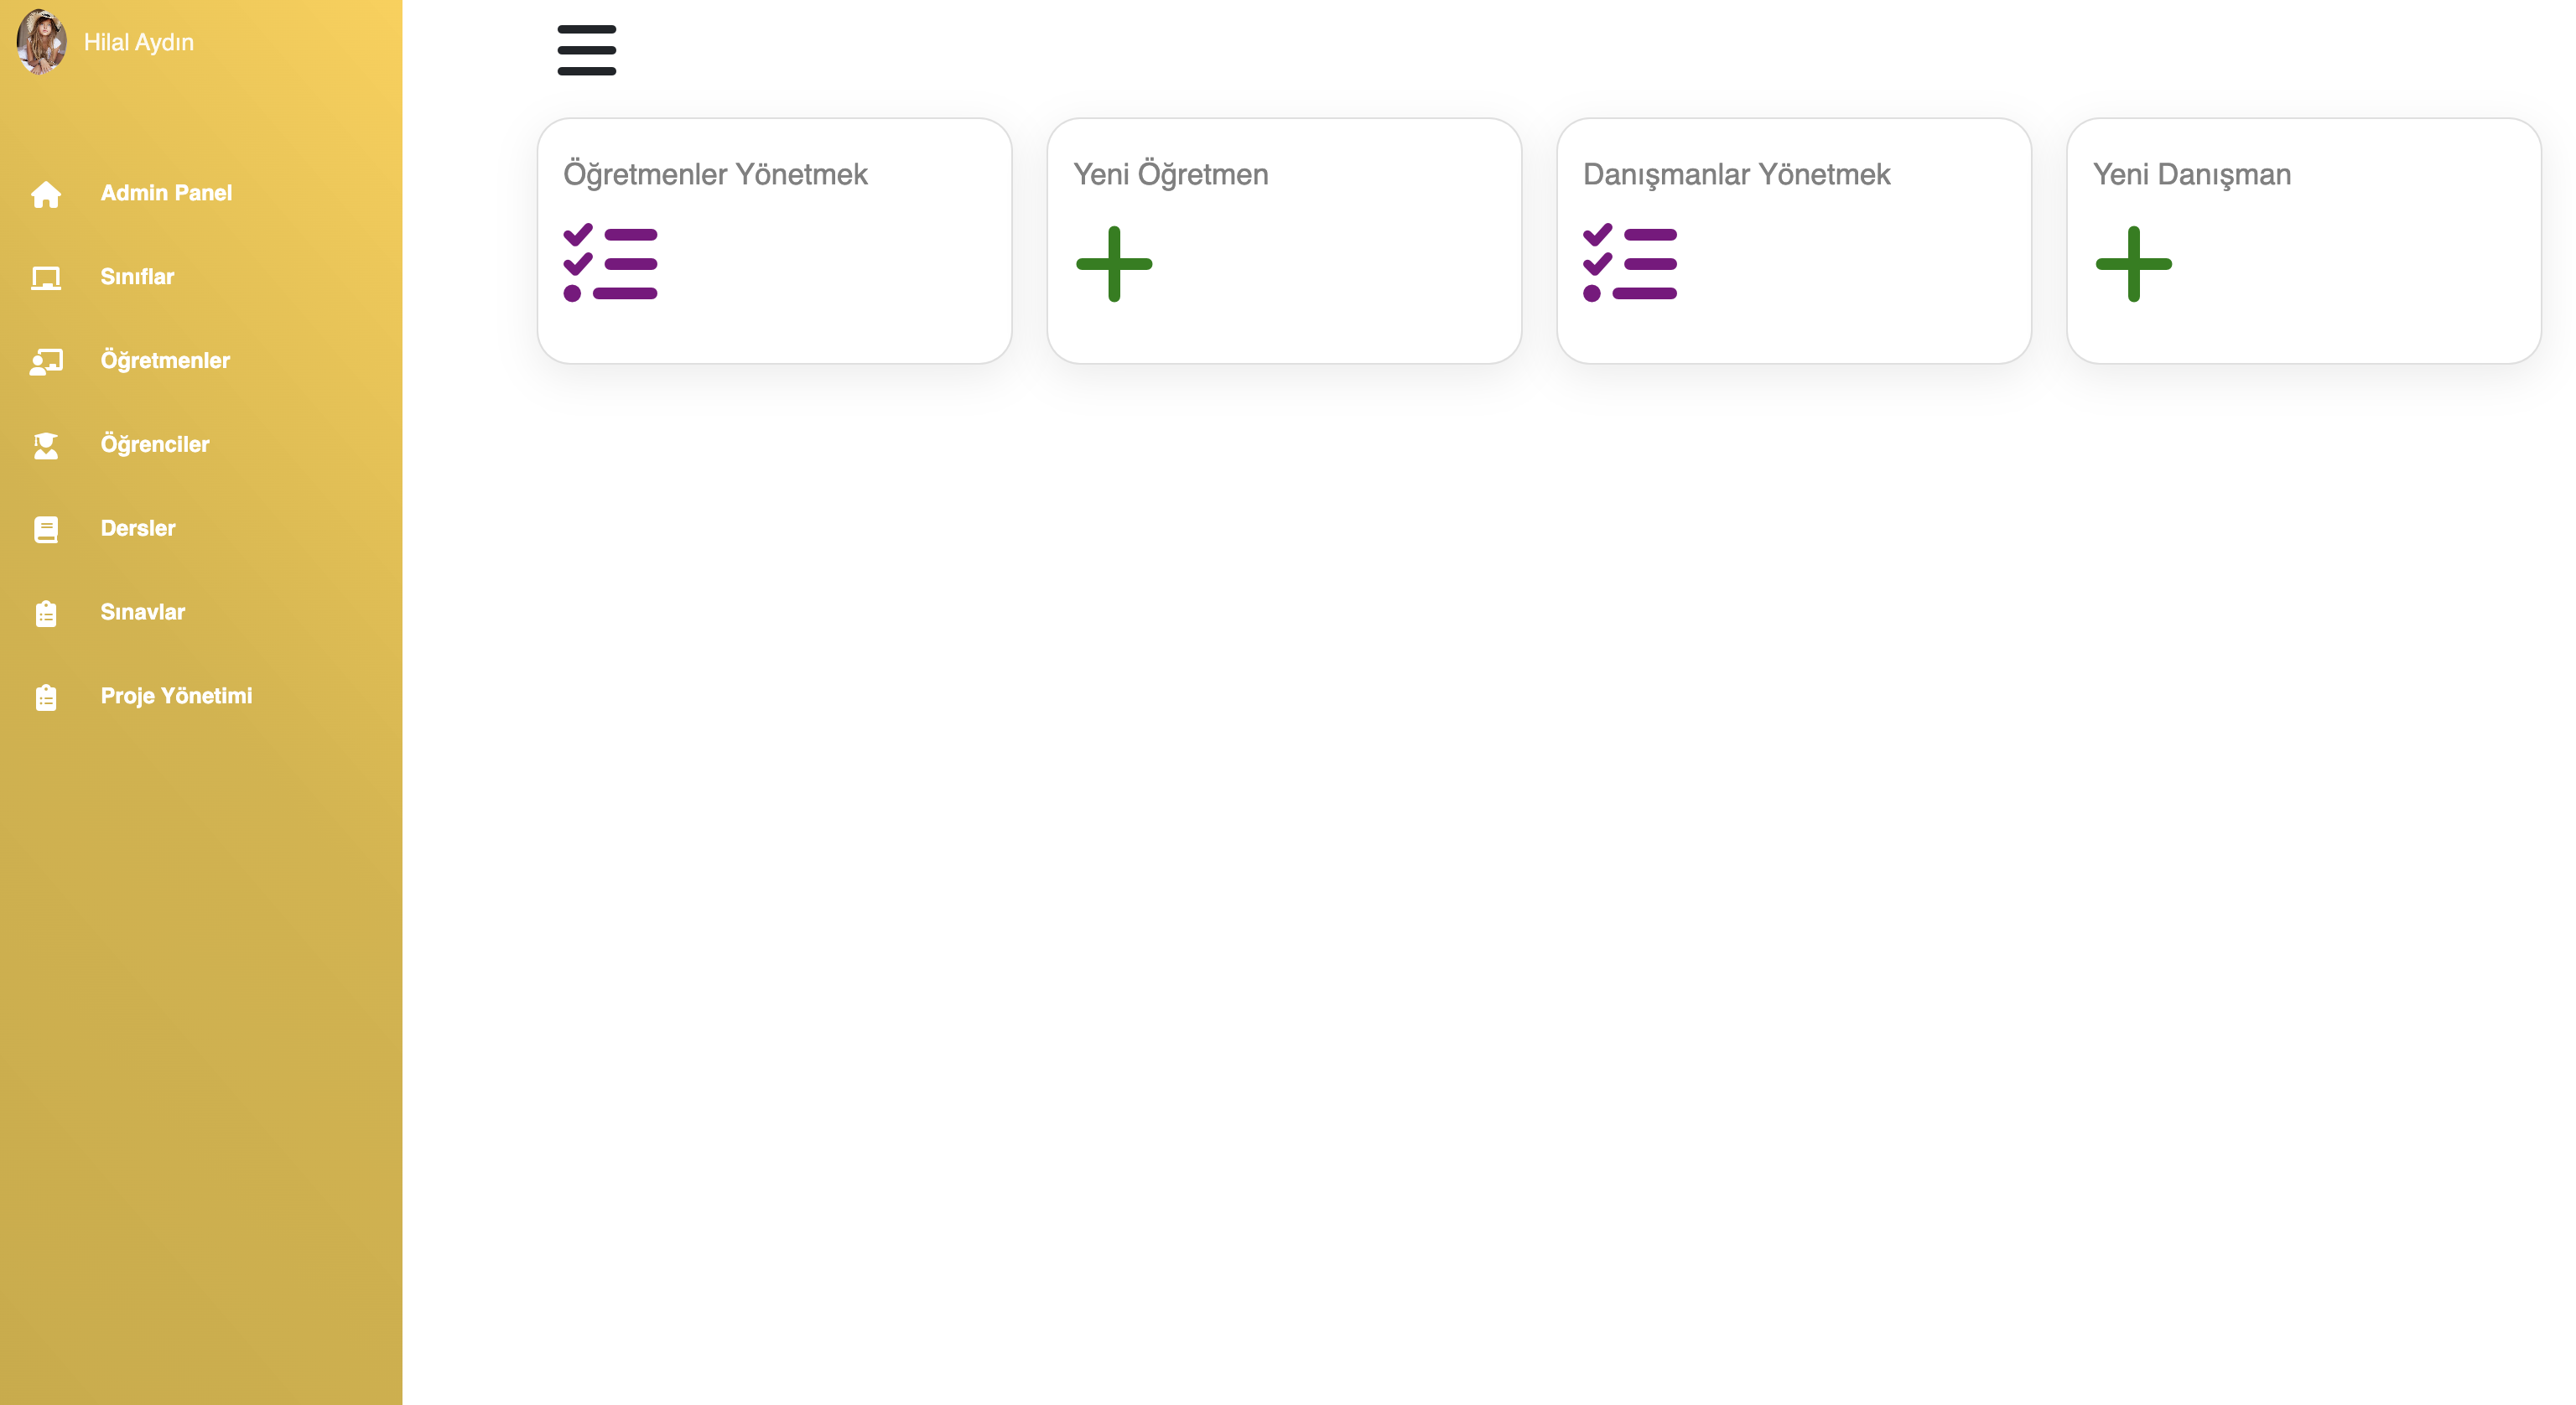 Hilal Aydın
Admin Panel
Sınıflar
Öğretmenler
Öğrenciler
Dersler
Sınavlar
Proje Yönetimi
Öğretmenler Yönetmek
Yeni Öğretmen
Danışmanlar Yönetmek
Yeni Danışman